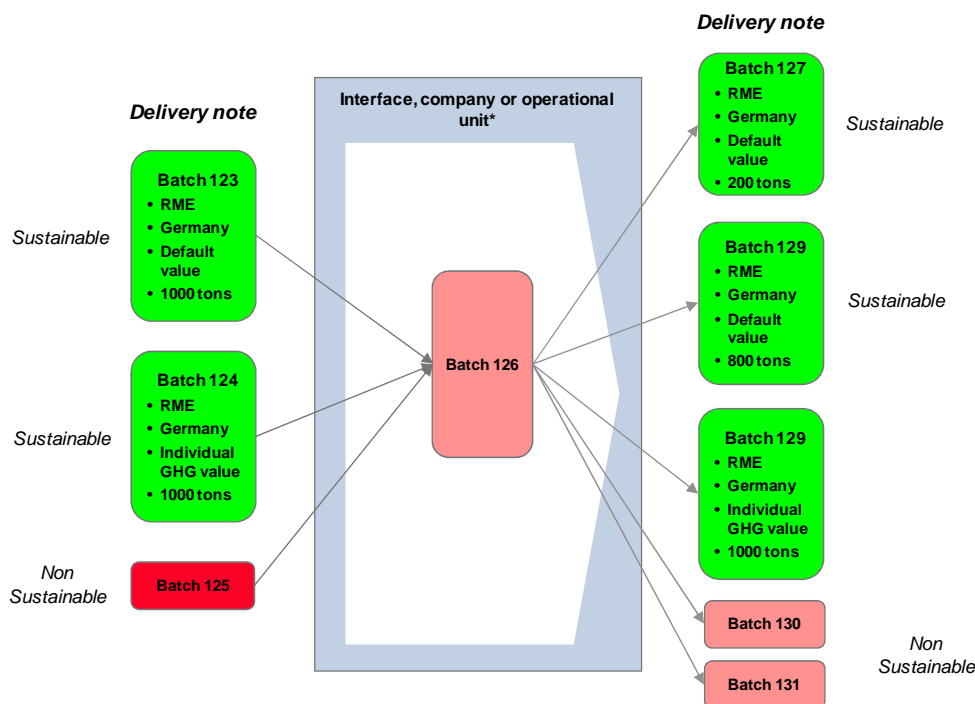 Delivery note
Sustainable
Batch 123
• RME
• Germany
• Default
value
• 1000 tons
Sustainable
Batch 124
• RME
• Germany
• Individual
GHG value
• 1000 tons
Non
Sustainable
Batch 125
Interface, company or operational
unit*
Batch 126
Delivery note
Batch 127
• RME
• Germany
• Default
value
• 200 tons
Sustainable
Batch 129
• RME
• Germany
• Default
value
• 800 tons
Sustainable
Batch 129
• RME
• Germany
• Individual
GHG value
• 1000 tons
Batch 130
Batch 131
Non
Sustainable